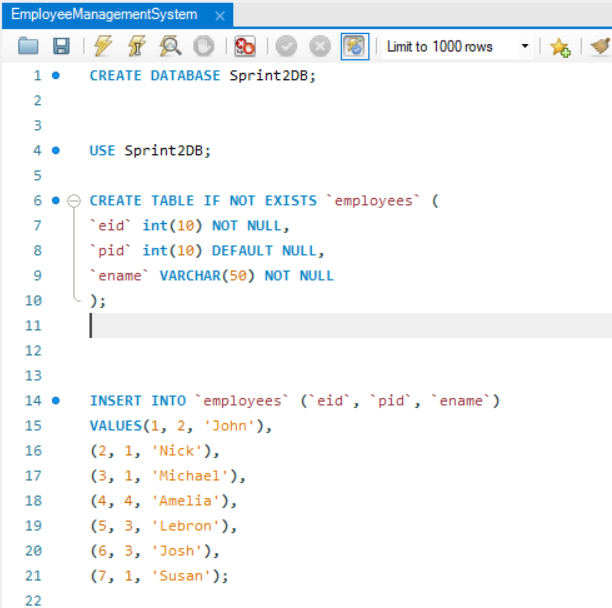 EmployeeManagementSystem
Limit to 1000 rows
1 CREATE DATABASE Sprint2DB;
2
3
4 USE Sprint2DB;
5
6 CREATE TABLE IF NOT EXISTS `employees` (
7 `eid` int(10) NOT NULL,
8 `pid` int(10) DEFAULT NULL,
9 `ename` VARCHAR(50) NOT NULL
10 );
11
12
13
14 INSERT INTO `employees` (`eid`, `pid`, `ename`)
15 VALUES(1, 2, 'John'),
16 (2, 1, 'Nick'),
17 (3, 1, 'Michael'),
18 (4, 4, 'Amelia'),
19 (5, 3, 'Lebron'),
20 (6, 3, 'Josh'),
21 (7, 1, 'Susan');
22